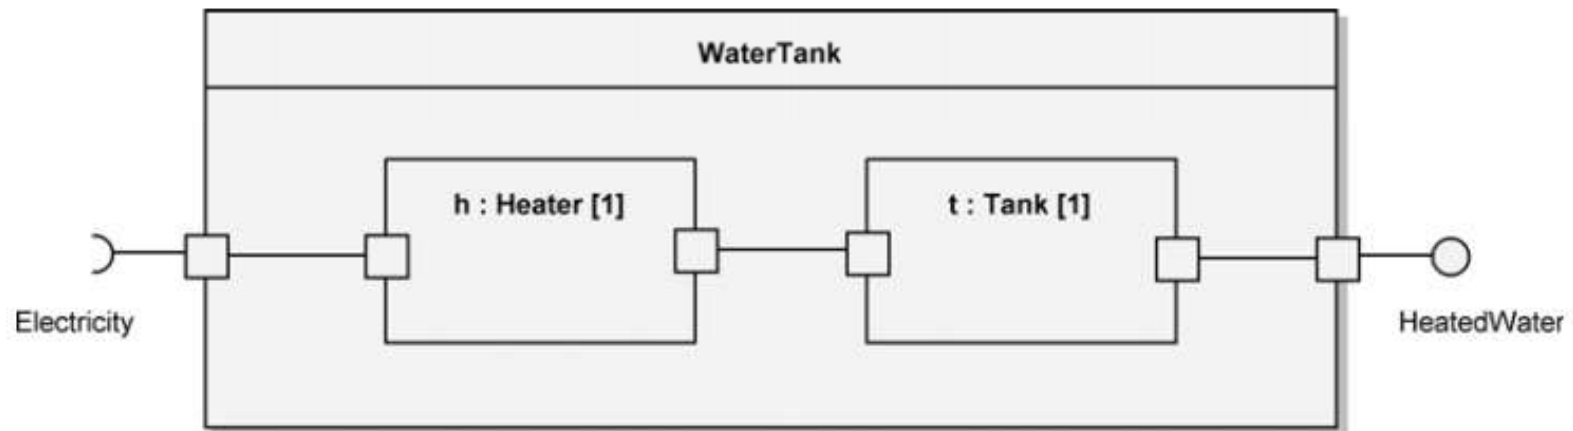 WaterTank
h : Heater [1]
t : Tank [1]
Electricity
HeatedWater